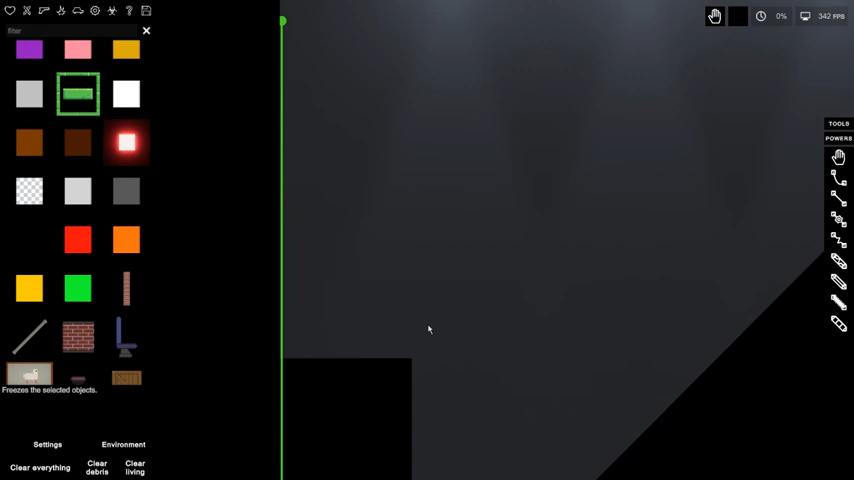 filter
0%
342 FPS
TOOLS
POWERS
Freezes the selected objects.
Settings
Environment
Clear everything
Clear debris
Clear living